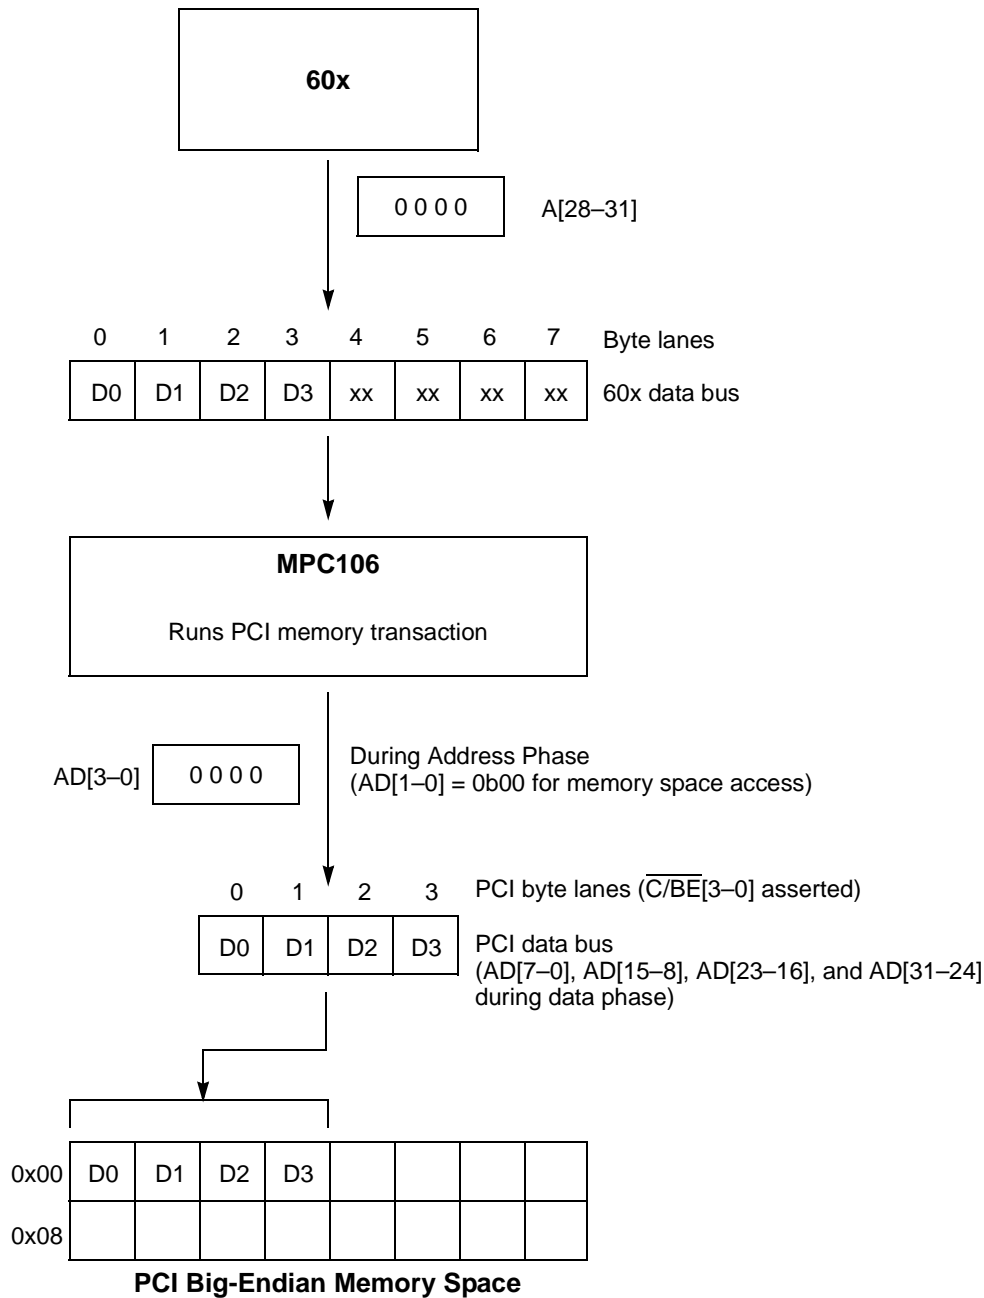 60x
0 0 0 0 A[28–31]
0 1 2 3 4 5 6 7 Byte lanes
D0 D1 D2 D3 xx xx xx xx 60x data bus
MPC106
Runs PCI memory transaction
AD[3–0] 0 0 0 0
During Address Phase
(AD[1–0] = 0b00 for memory space access)
0 1 2 3 PCI byte lanes (C/BE[3–0] asserted)
D0 D1 D2 D3 PCI data bus
(AD[7–0], AD[15–8], AD[23–16], and AD[31–24]
during data phase)
0x00 D0 D1 D2 D3
0x08
PCI Big-Endian Memory Space